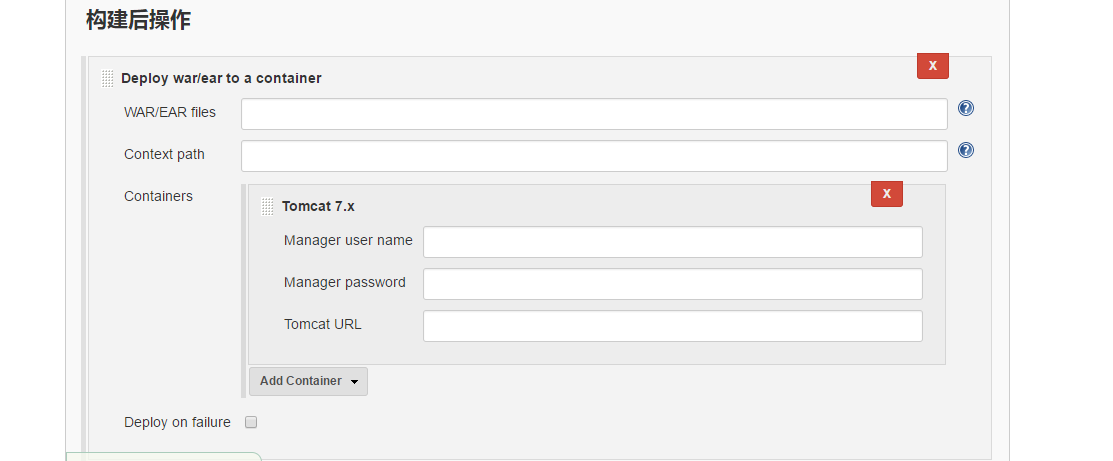 构建后操作
Deploy war/ear to a container
X
WAR/EAR files
?
Context path
?
Containers
Tomcat 7.x
X
Manager user name
Manager password
Tomcat URL
Add Container
Deploy on failure